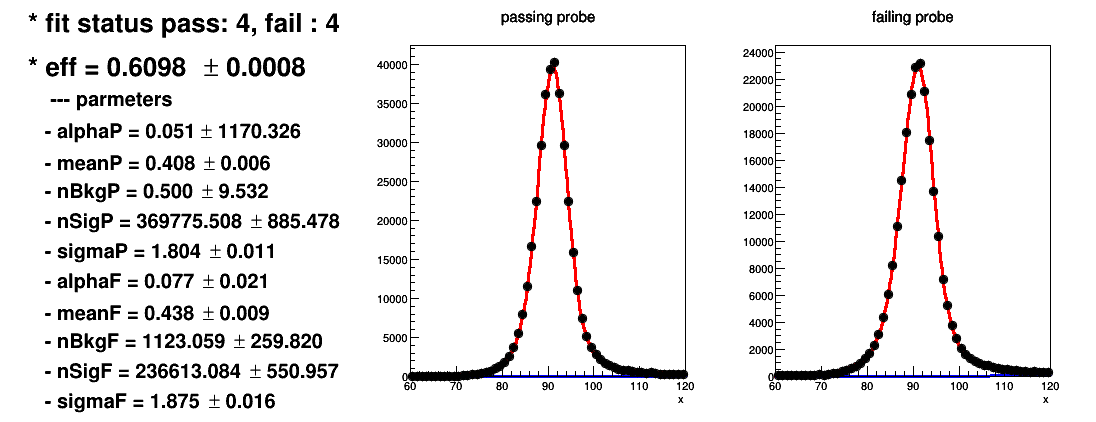 * fit status pass: 4, fail : 4
* eff = 0.6098 ± 0.0008
--- parmeters
- alphaP = 0.051 ± 1170.326
- meanP = 0.408 ± 0.006
- nBkgP = 0.500 ± 9.532
- nSigP = 369775.508 ± 885.478
- sigmaP = 1.804 ± 0.011
- alphaF = 0.077 ± 0.021
- meanF = 0.438 ± 0.009
- nBkgF = 1123.059 ± 259.820
- nSigF = 236613.084 ± 550.957
- sigmaF = 1.875 ± 0.016
passing probe
40000
35000
30000
25000
20000
15000
10000
5000
0
60 70 80 90 100 110 120
x
failing probe
24000
22000
20000
18000
16000
14000
12000
10000
8000
6000
4000
2000
0
60 70 80 90 100 110 120
x